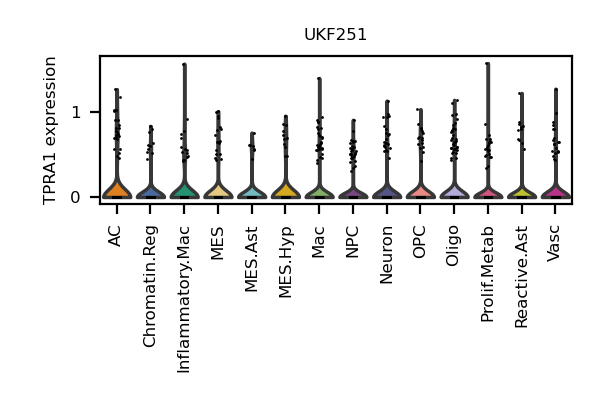 UKF251
TPRA1 expression
1
0
AC
Chromatin.Reg
Inflammatory.Mac
MES
MES.Ast
MES.Hyp
Mac
NPC
Neuron
OPC
Oligo
Prolif.Metab
Reactive.Ast
Vasc